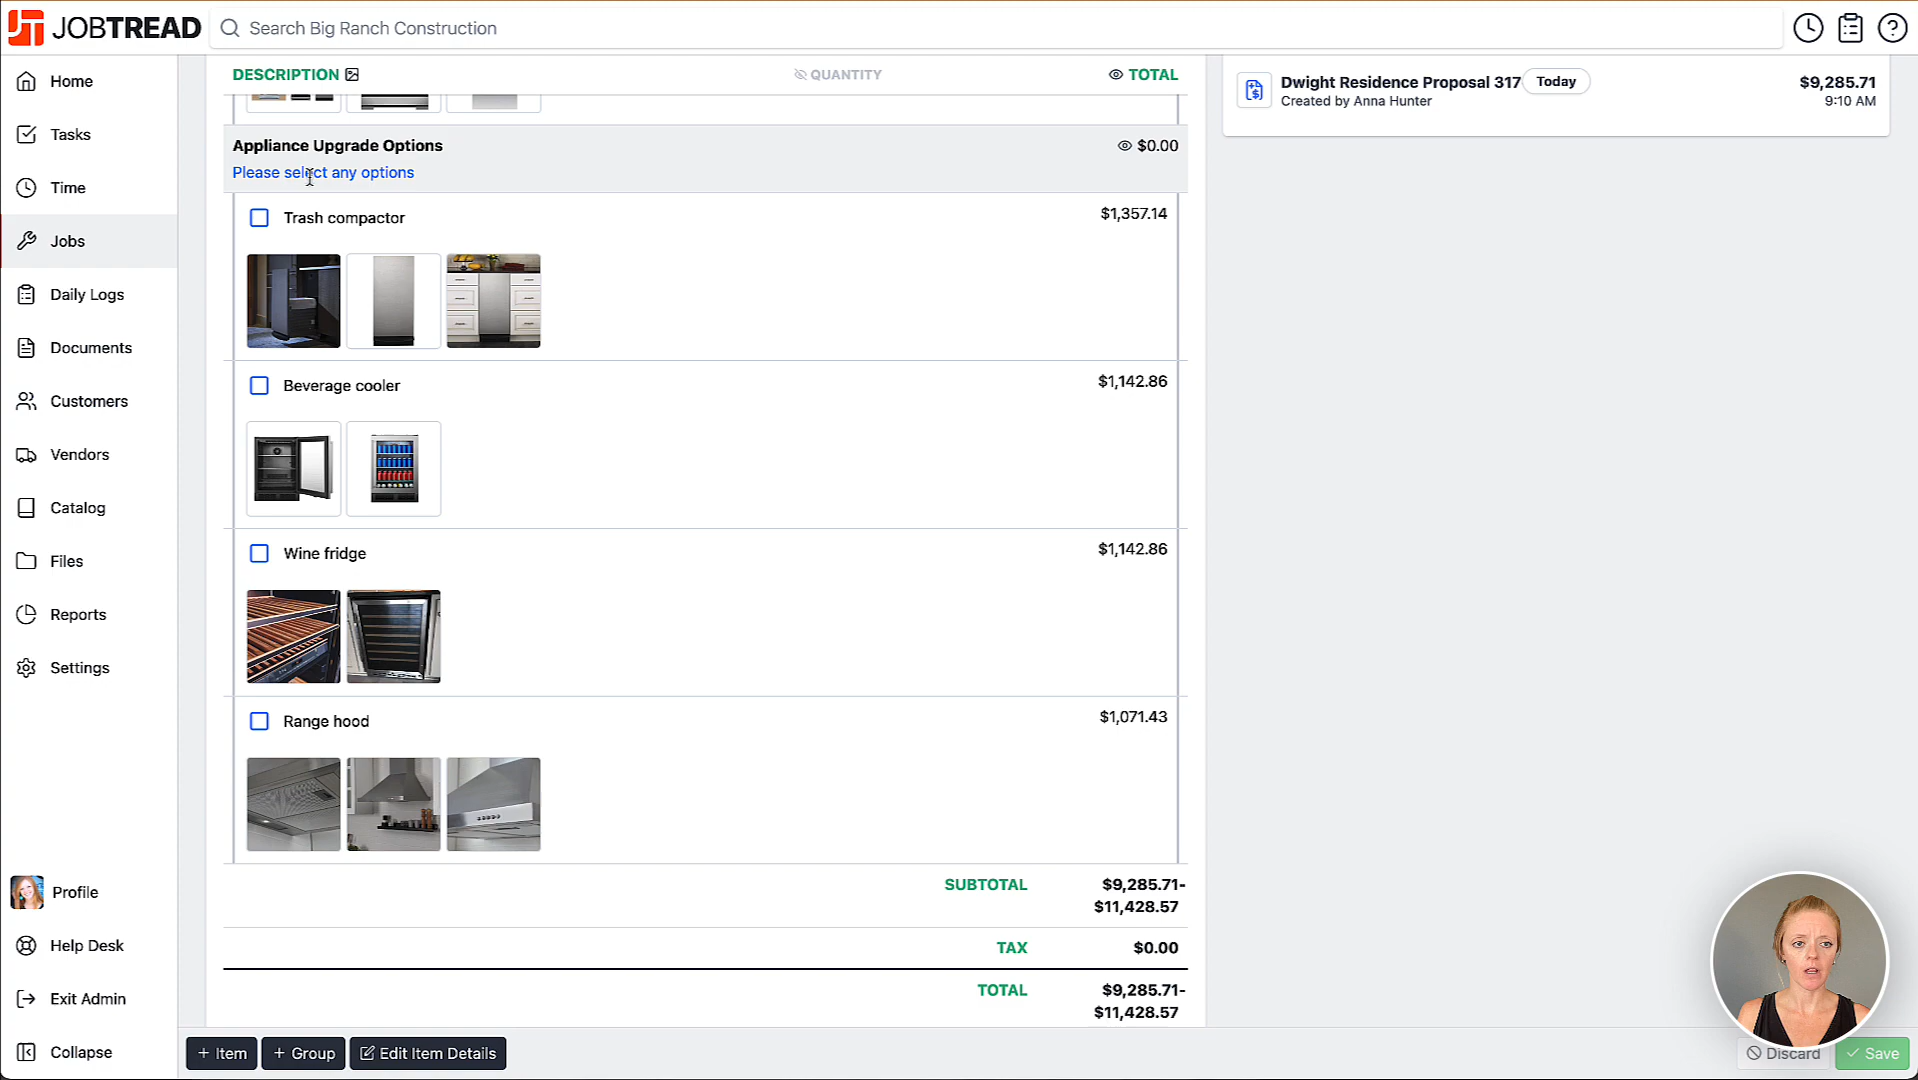 JOBTREAD
Search Big Ranch Construction
Home
Tasks
Time
Jobs
Daily Logs
Documents
Customers
Vendors
Catalog
Files
Reports
Settings
Profile
Help Desk
Exit Admin
Collapse
DESCRIPTION QUANTITY TOTAL
Appliance Upgrade Options $0.00
Please select any options
Trash compactor $1,357.14
Beverage cooler $1,142.86
Wine fridge $1,142.86
Range hood $1,071.43
SUBTOTAL $9,285.71-
$11,428.57
TAX $0.00
TOTAL $9,285.71-
$11,428.57
+ Item + Group Edit Item Details
Dwight Residence Proposal 317 Today $9,285.71
Created by Anna Hunter 9:10 AM
Discard Save